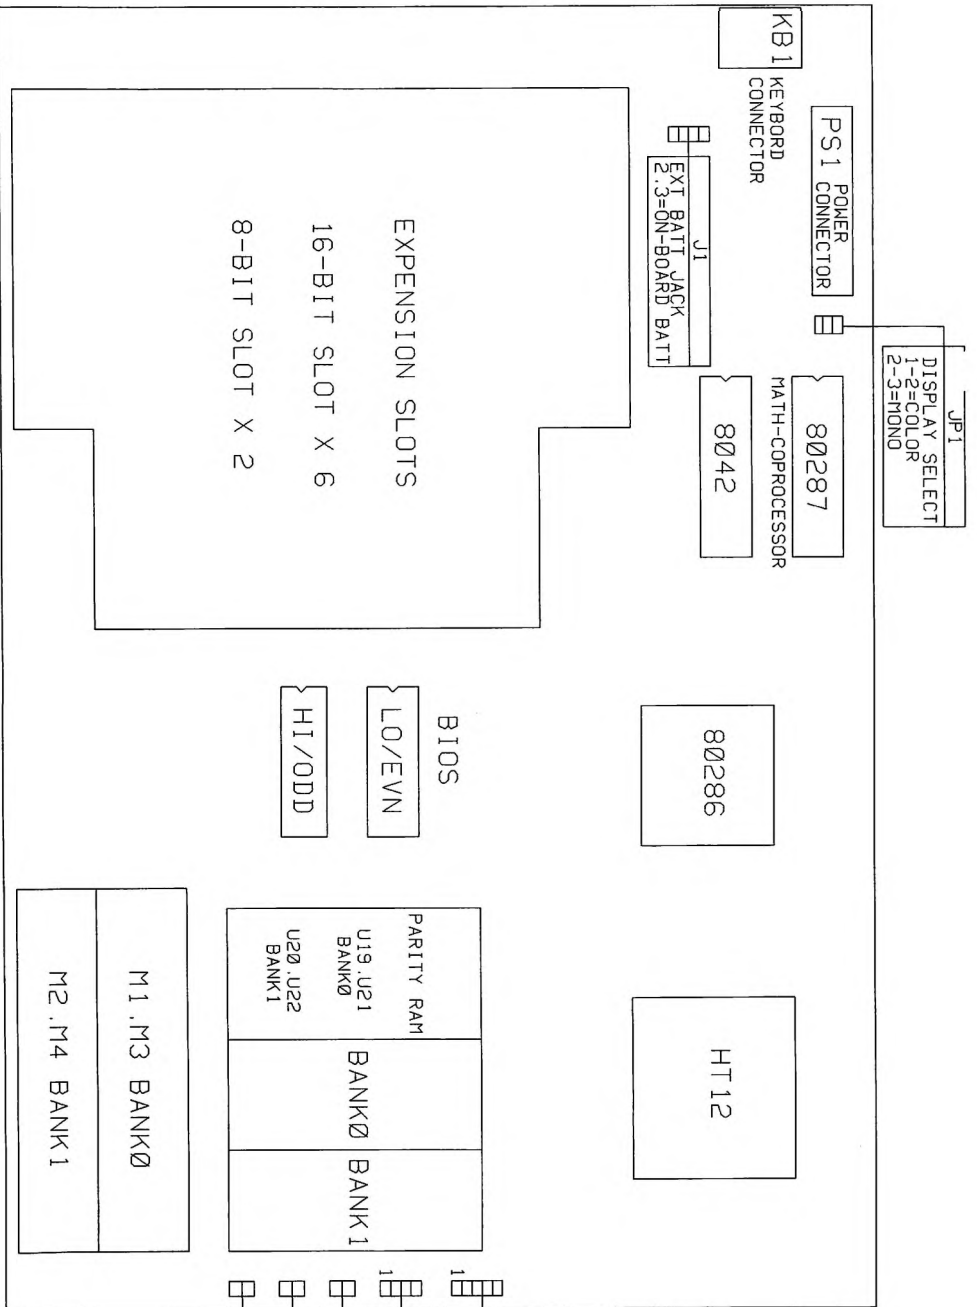 KB1
KEYBORD
CONNECTOR
PS1 POWER
CONNECTOR
JP1
DISPLAY SELECT
1-2=COLOR
2-3=MONO
J1
EXT BATT JACK
2.3=ON-BOARD BATT
80287
MATH-COPROCESSOR
8042
EXPENSION SLOTS
16-BIT SLOT X 6
8-BIT SLOT X 2
80286
BIOS
LO/EVN
HI/ODD
HT12
PARITY RAM
U19.U21
BANK0
U20.U22
BANK1
BANK0
BANK1
M1.M3 BANK0
M2.M4 BANK1
1
1